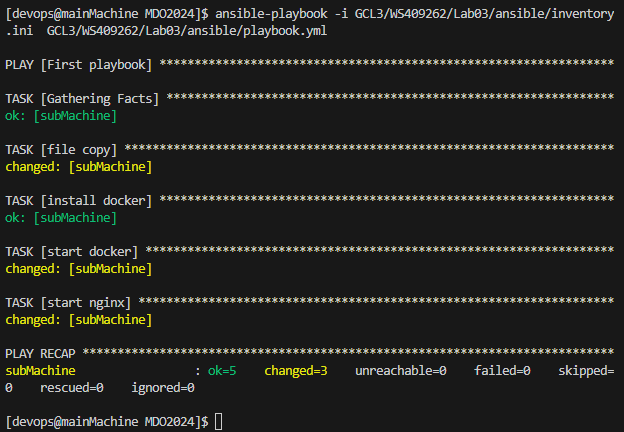 [devops@mainMachine MDO2024]$ ansible-playbook -i GCL3/WS409262/Lab03/ansible/inventory
.ini  GCL3/WS409262/Lab03/ansible/playbook.yml
PLAY [First playbook] *****************************************************************
TASK [Gathering Facts] ****************************************************************
ok: [subMachine]
TASK [file copy] **********************************************************************
changed: [subMachine]
TASK [install docker] *****************************************************************
ok: [subMachine]
TASK [start docker] *******************************************************************
changed: [subMachine]
TASK [start nginx] ********************************************************************
changed: [subMachine]
PLAY RECAP ****************************************************************************
subMachine                 : ok=5    changed=3    unreachable=0    failed=0    skipped=
0    rescued=0    ignored=0
[devops@mainMachine MDO2024]$